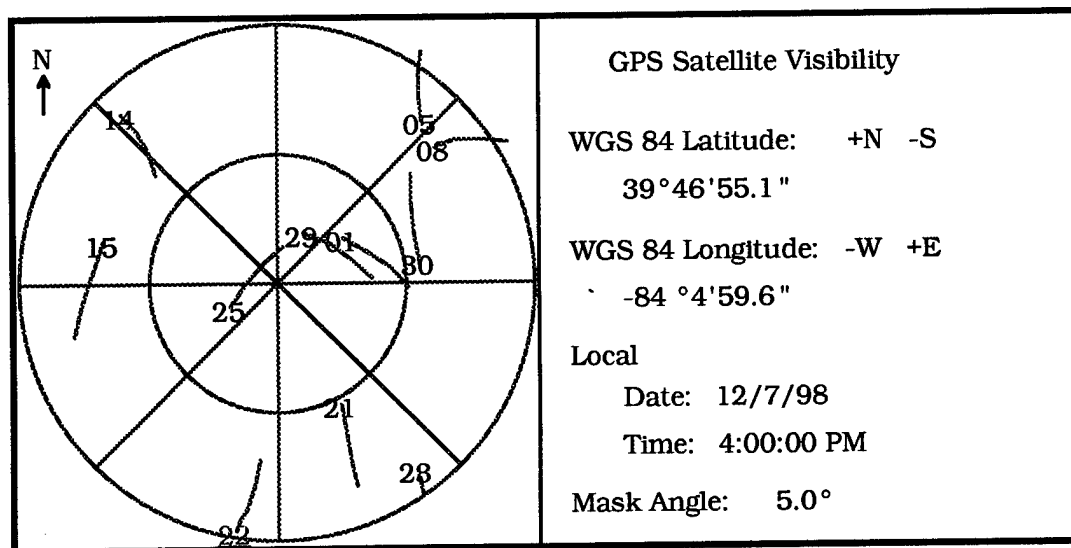 N
14
05
08
15
29
01
30
25
21
28
22
GPS Satellite Visibility
WGS 84 Latitude: +N -S
39°46'55.1"
WGS 84 Longitude: -W +E
-84 °4'59.6"
Local
Date: 12/7/98
Time: 4:00:00 PM
Mask Angle: 5.0°